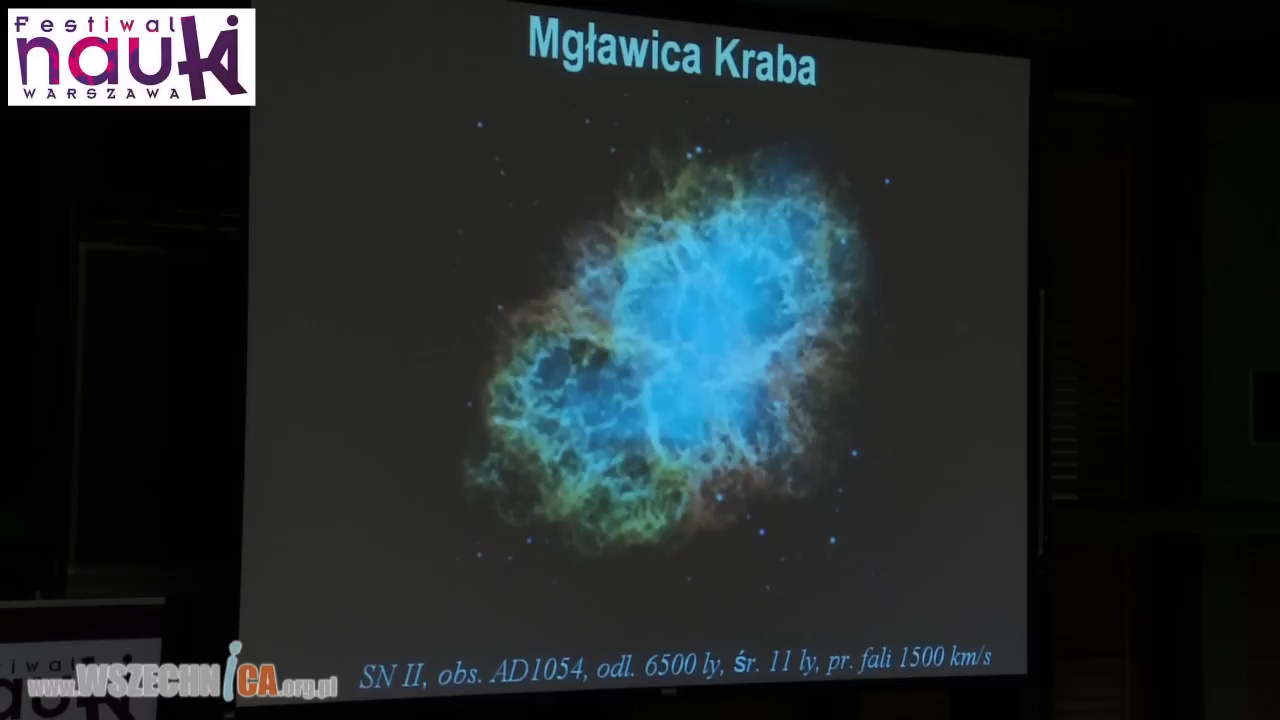 Festiwal
nauki
WARSZAWA
Mgławica Kraba
SN II, obs. AD1054, odl. 6500 ly, śr. 11 ly, pr. fali 1500 km/s
www.WSZECHNICA.org.pl